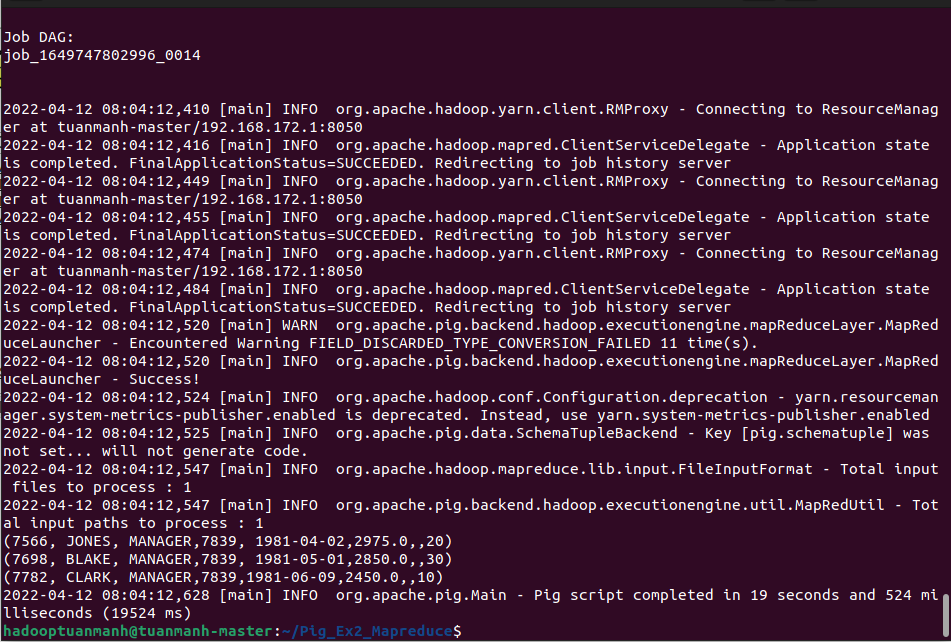 Job DAG:
job_1649747802996_0014
2022-04-12 08:04:12,410 [main] INFO  org.apache.hadoop.yarn.client.RMProxy - Connecting to ResourceManag
er at tuanmanh-master/192.168.172.1:8050
2022-04-12 08:04:12,416 [main] INFO  org.apache.hadoop.mapred.ClientServiceDelegate - Application state
is completed. FinalApplicationStatus=SUCCEEDED. Redirecting to job history server
2022-04-12 08:04:12,449 [main] INFO  org.apache.hadoop.yarn.client.RMProxy - Connecting to ResourceManag
er at tuanmanh-master/192.168.172.1:8050
2022-04-12 08:04:12,455 [main] INFO  org.apache.hadoop.mapred.ClientServiceDelegate - Application state
is completed. FinalApplicationStatus=SUCCEEDED. Redirecting to job history server
2022-04-12 08:04:12,474 [main] INFO  org.apache.hadoop.yarn.client.RMProxy - Connecting to ResourceManag
er at tuanmanh-master/192.168.172.1:8050
2022-04-12 08:04:12,484 [main] INFO  org.apache.hadoop.mapred.ClientServiceDelegate - Application state
is completed. FinalApplicationStatus=SUCCEEDED. Redirecting to job history server
2022-04-12 08:04:12,520 [main] WARN  org.apache.pig.backend.hadoop.executionengine.mapReduceLayer.MapRed
uceLauncher - Encountered Warning FIELD_DISCARDED_TYPE_CONVERSION_FAILED 11 time(s).
2022-04-12 08:04:12,520 [main] INFO  org.apache.pig.backend.hadoop.executionengine.mapReduceLayer.MapRed
uceLauncher - Success!
2022-04-12 08:04:12,524 [main] INFO  org.apache.hadoop.conf.Configuration.deprecation - yarn.resourceman
ager.system-metrics-publisher.enabled is deprecated. Instead, use yarn.system-metrics-publisher.enabled
2022-04-12 08:04:12,525 [main] INFO  org.apache.pig.data.SchemaTupleBackend - Key [pig.schematuple] was
not set... will not generate code.
2022-04-12 08:04:12,547 [main] INFO  org.apache.hadoop.mapreduce.lib.input.FileInputFormat - Total input
 files to process : 1
2022-04-12 08:04:12,547 [main] INFO  org.apache.pig.backend.hadoop.executionengine.util.MapRedUtil - Tot
al input paths to process : 1
(7566, JONES, MANAGER,7839, 1981-04-02,2975.0,,20)
(7698, BLAKE, MANAGER,7839, 1981-05-01,2850.0,,30)
(7782, CLARK, MANAGER,7839,1981-06-09,2450.0,,10)
2022-04-12 08:04:12,628 [main] INFO  org.apache.pig.Main - Pig script completed in 19 seconds and 524 mi
lliseconds (19524 ms)
hadooptuanmanh@tuanmanh-master:~/Pig_Ex2_Mapreduce$